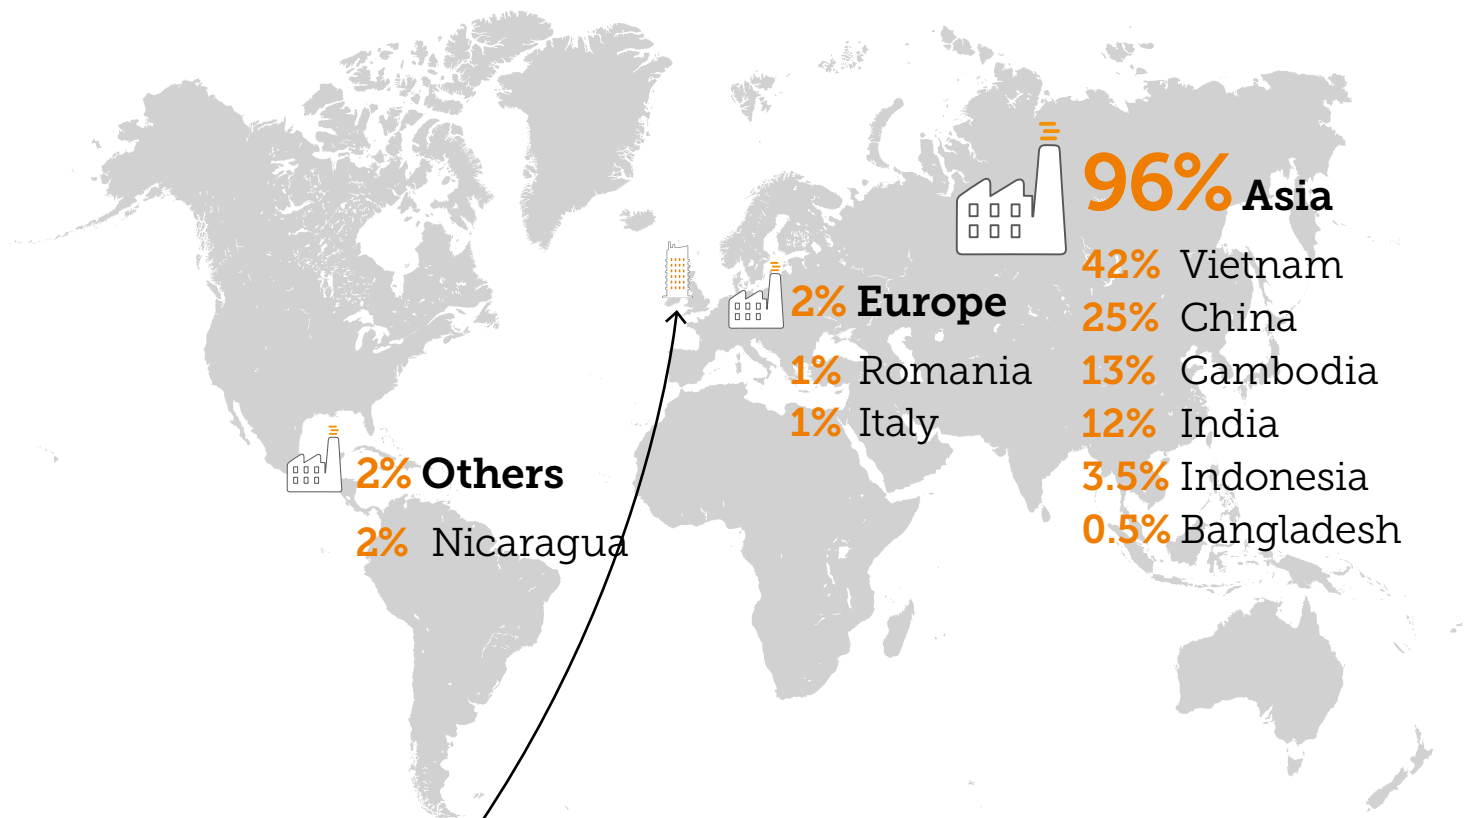 96% Asia
42% Vietnam
25% China
13% Cambodia
12% India
3.5% Indonesia
0.5% Bangladesh
2% Europe
1% Romania
1% Italy
2% Others
2% Nicaragua